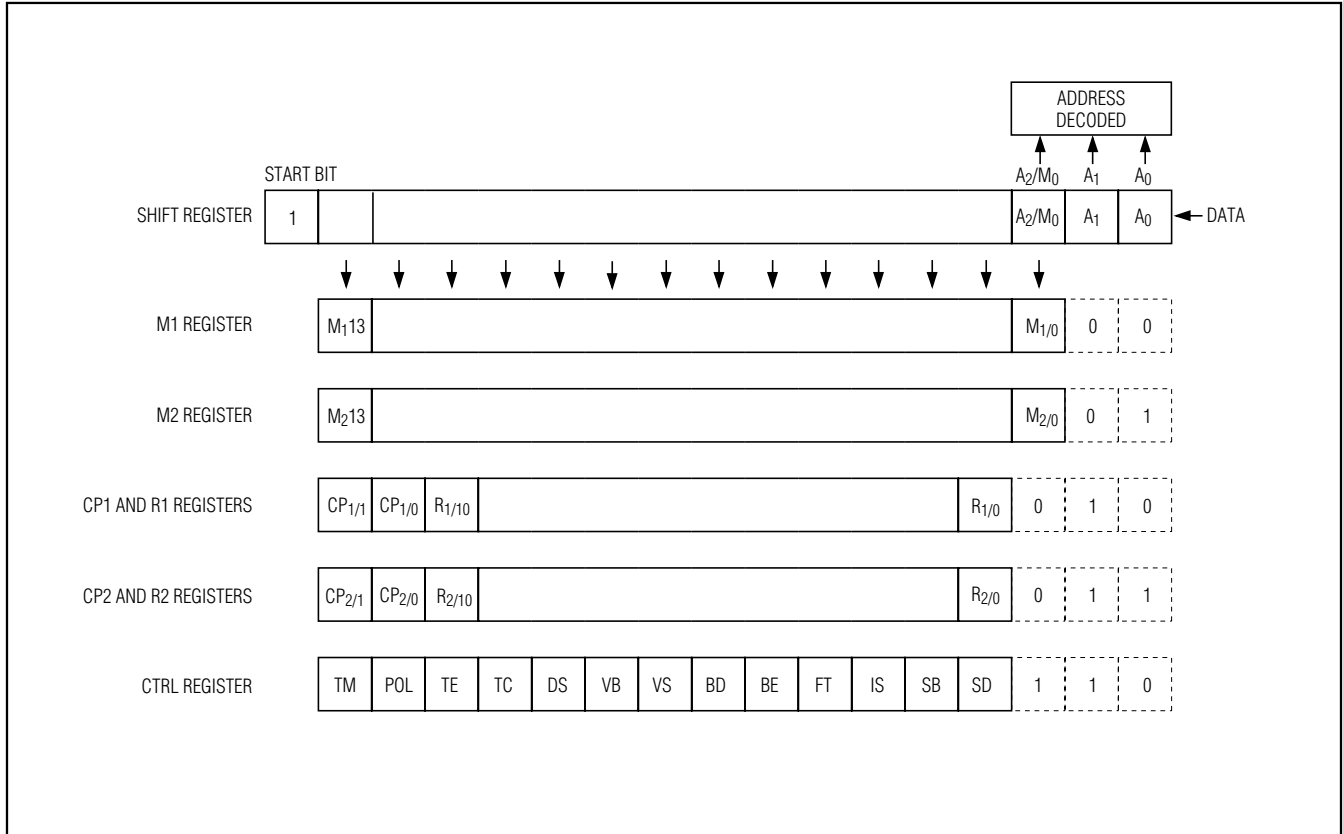 ADDRESS
DECODED
START BIT
A2/M0 A1 A0
SHIFT REGISTER 1 A2/M0 A1 A0 DATA
M1 REGISTER M113 M1/0 0 0
M2 REGISTER M213 M2/0 0 1
CP1 AND R1 REGISTERS CP1/1 CP1/0 R1/10 R1/0 0 1 0
CP2 AND R2 REGISTERS CP2/1 CP2/0 R2/10 R2/0 0 1 1
CTRL REGISTER TM POL TE TC DS VB VS BD BE FT IS SB SD 1 1 0